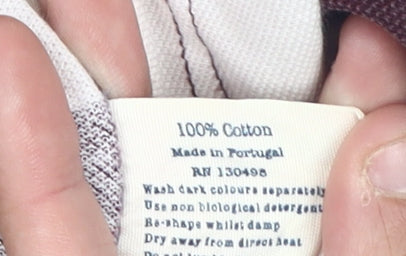 100% Cotton
Made in Portugal
RN 130498
Wash dark colours separately
Use non biological detergent
Re-shape whilst damp
Dry away from direct heat